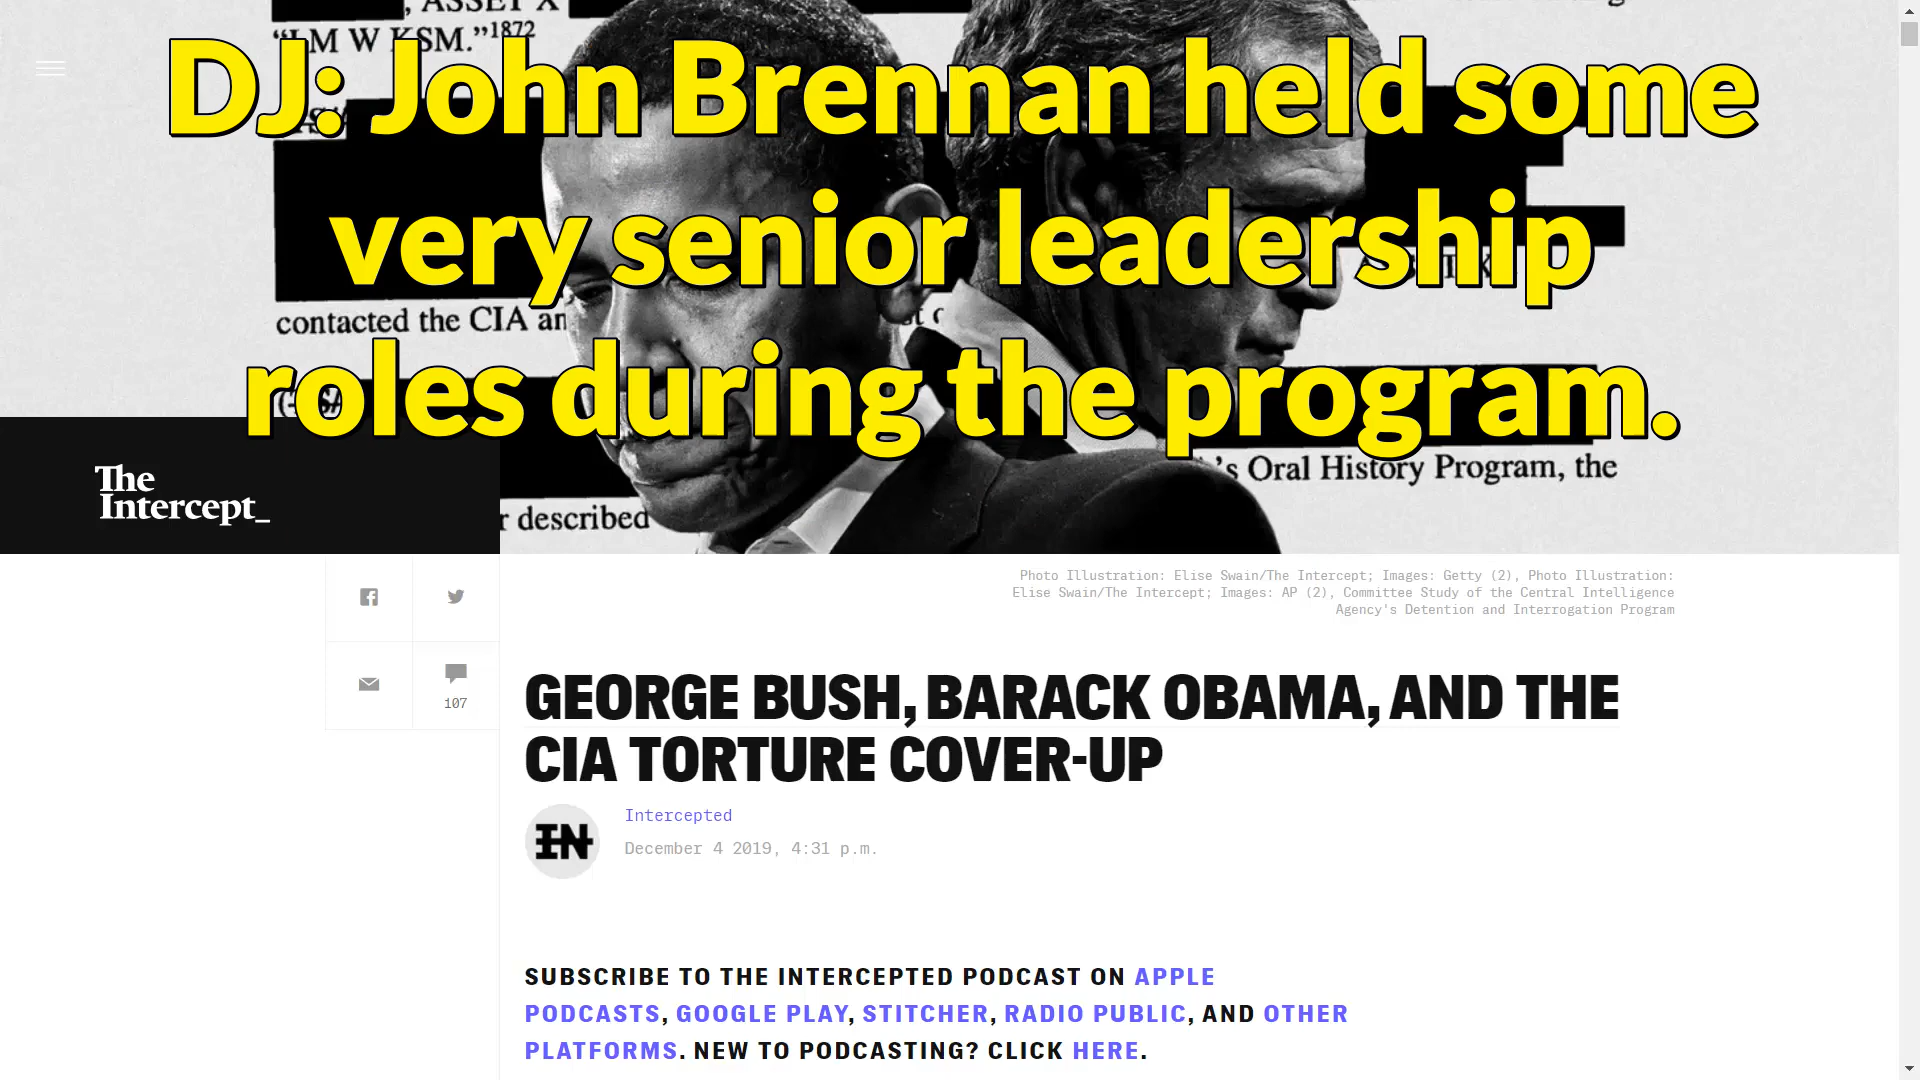 , ASSET X
"I M W KSM."1872
DJ: John Brennan held some
very senior leadership
contacted the CIA an
roles during the program.
's Oral History Program, the
r described
The
Intercept_
Photo Illustration: Elise Swain/The Intercept; Images: Getty (2), Photo Illustration:
Elise Swain/The Intercept; Images: AP (2), Committee Study of the Central Intelligence
Agency's Detention and Interrogation Program
107
GEORGE BUSH, BARACK OBAMA, AND THE
CIA TORTURE COVER-UP
IN
Intercepted
December 4 2019, 4:31 p.m.
SUBSCRIBE TO THE INTERCEPTED PODCAST ON APPLE
PODCASTS, GOOGLE PLAY, STITCHER, RADIO PUBLIC, AND OTHER
PLATFORMS. NEW TO PODCASTING? CLICK HERE.